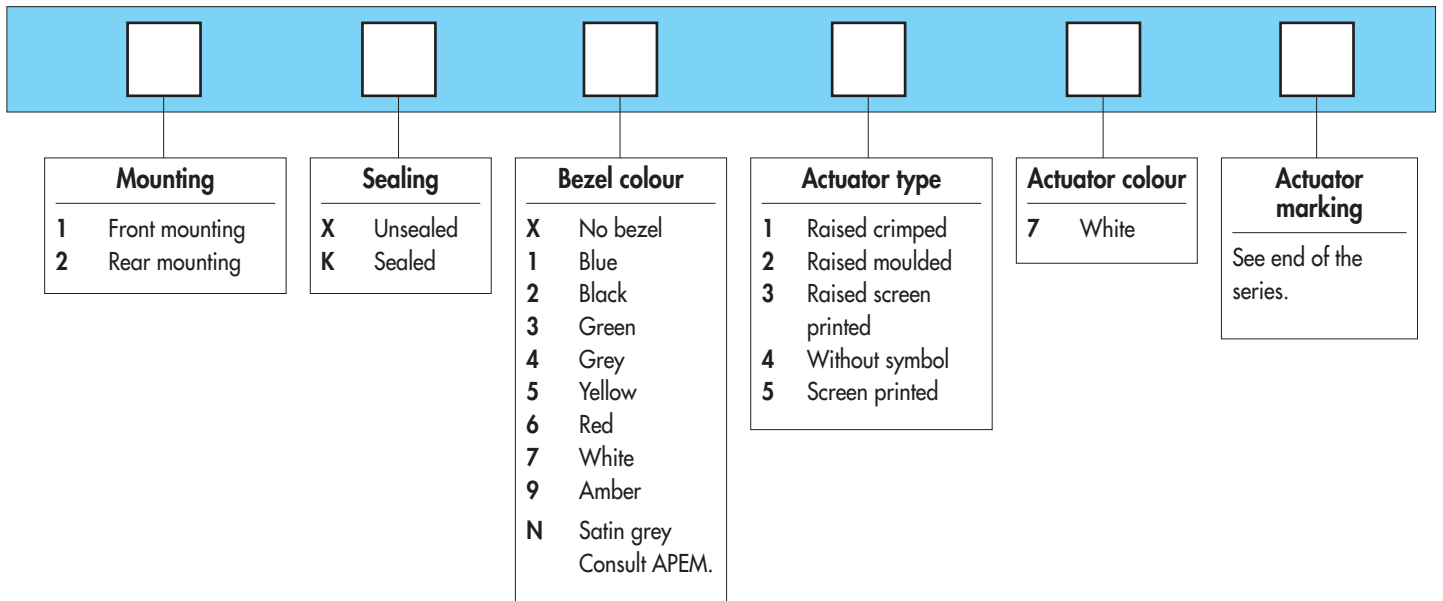 Mounting
1 Front mounting
2 Rear mounting
Sealing
X Unsealed
K Sealed
Bezel colour
X No bezel
1 Blue
2 Black
3 Green
4 Grey
5 Yellow
6 Red
7 White
9 Amber
N Satin grey
Consult APEM.
Actuator type
1 Raised crimped
2 Raised moulded
3 Raised screen
printed
4 Without symbol
5 Screen printed
Actuator colour
7 White
Actuator
marking
See end of the
series.